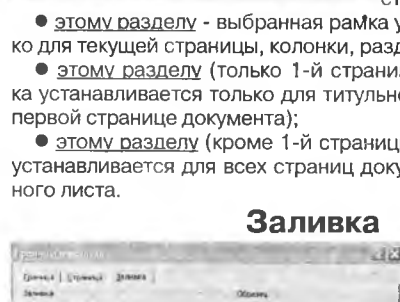 ● этому разделу - выбранная рамка у
ко для текущей страницы, колонки, разд
● этому разделу (только 1-й страни
ка устанавливается только для титульн
первой странице документа);
● этому разделу (кроме 1-й страниц
устанавливается для всех страниц доку
ного листа.
Заливка
Граница | Страница | Заливка
Заливка
Образец